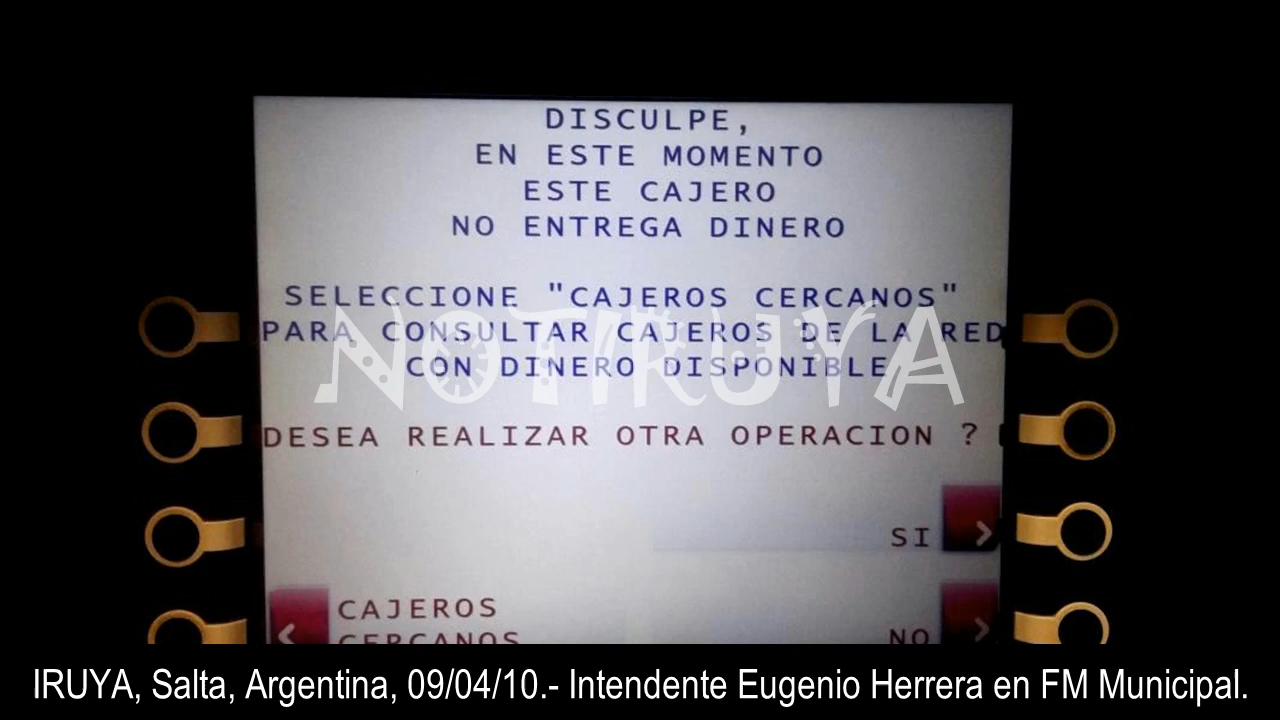 DISCULPE,
EN ESTE MOMENTO
ESTE CAJERO
NO ENTREGA DINERO
SELECCIONE "CAJEROS CERCANOS"
PARA CONSULTAR CAJEROS DE LA RED
CON DINERO DISPONIBLE
NOTIRUYA
DESEA REALIZAR OTRA OPERACION ?
SI
CAJEROS
CERCANOS
NO
IRUYA, Salta, Argentina, 09/04/10.- Intendente Eugenio Herrera en FM Municipal.